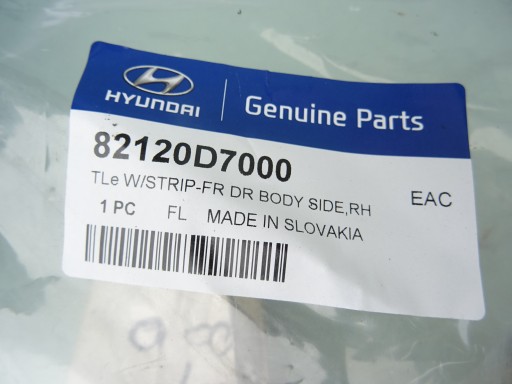 HYUNDAI
Genuine Parts
82120D7000
TLe W/STRIP-FR DR BODY SIDE,RH
EAC
1 PC FL MADE IN SLOVAKIA